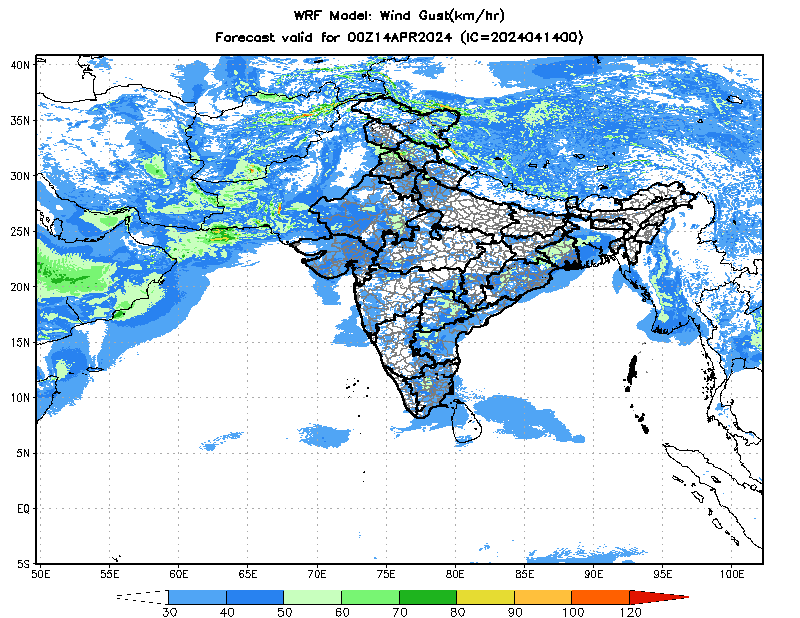 WRF Model: Wind Gust(km/hr)
Forecast valid for 00Z14APR2024 (IC=2024041400)
40N
35N
30N
25N
20N
15N
10N
5N
EQ
5S
50E 55E 60E 65E 70E 75E 80E 85E 90E 95E 100E
30 40 50 60 70 80 90 100 120